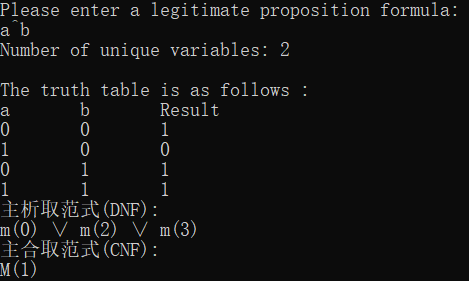 Please enter a legitimate proposition formula:
a^b
Number of unique variables: 2

The truth table is as follows :
a b Result
0 0 1
1 0 0
0 1 1
1 1 1
主析取范式(DNF):
m(0) ∨ m(2) ∨ m(3)
主合取范式(CNF):
M(1)